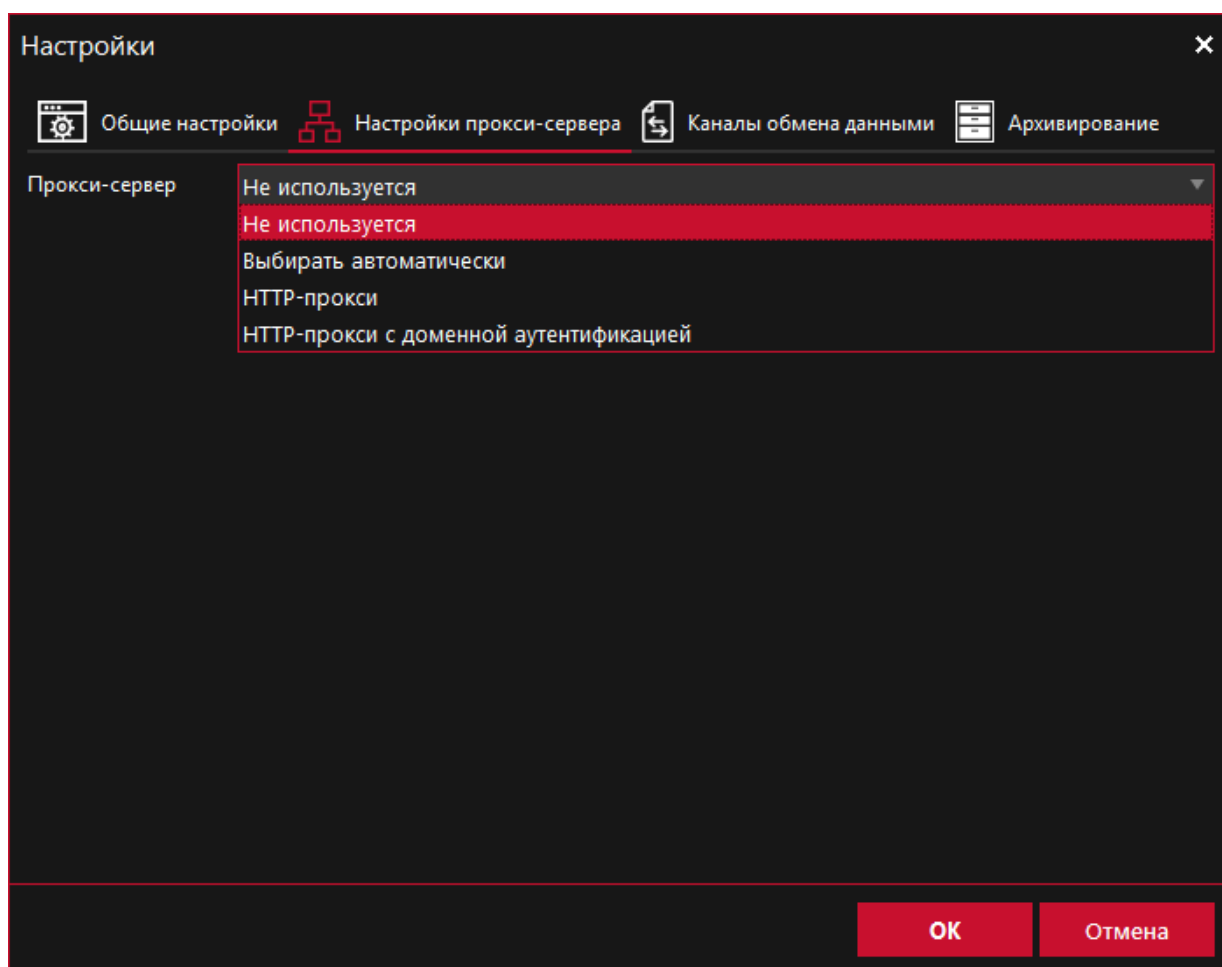 Настройки
Общие настройки
Настройки прокси-сервера
Каналы обмена данными
Архивирование
Прокси-сервер
Не используется
Не используется
Выбирать автоматически
HTTP-прокси
HTTP-прокси с доменной аутентификацией
ОК
Отмена